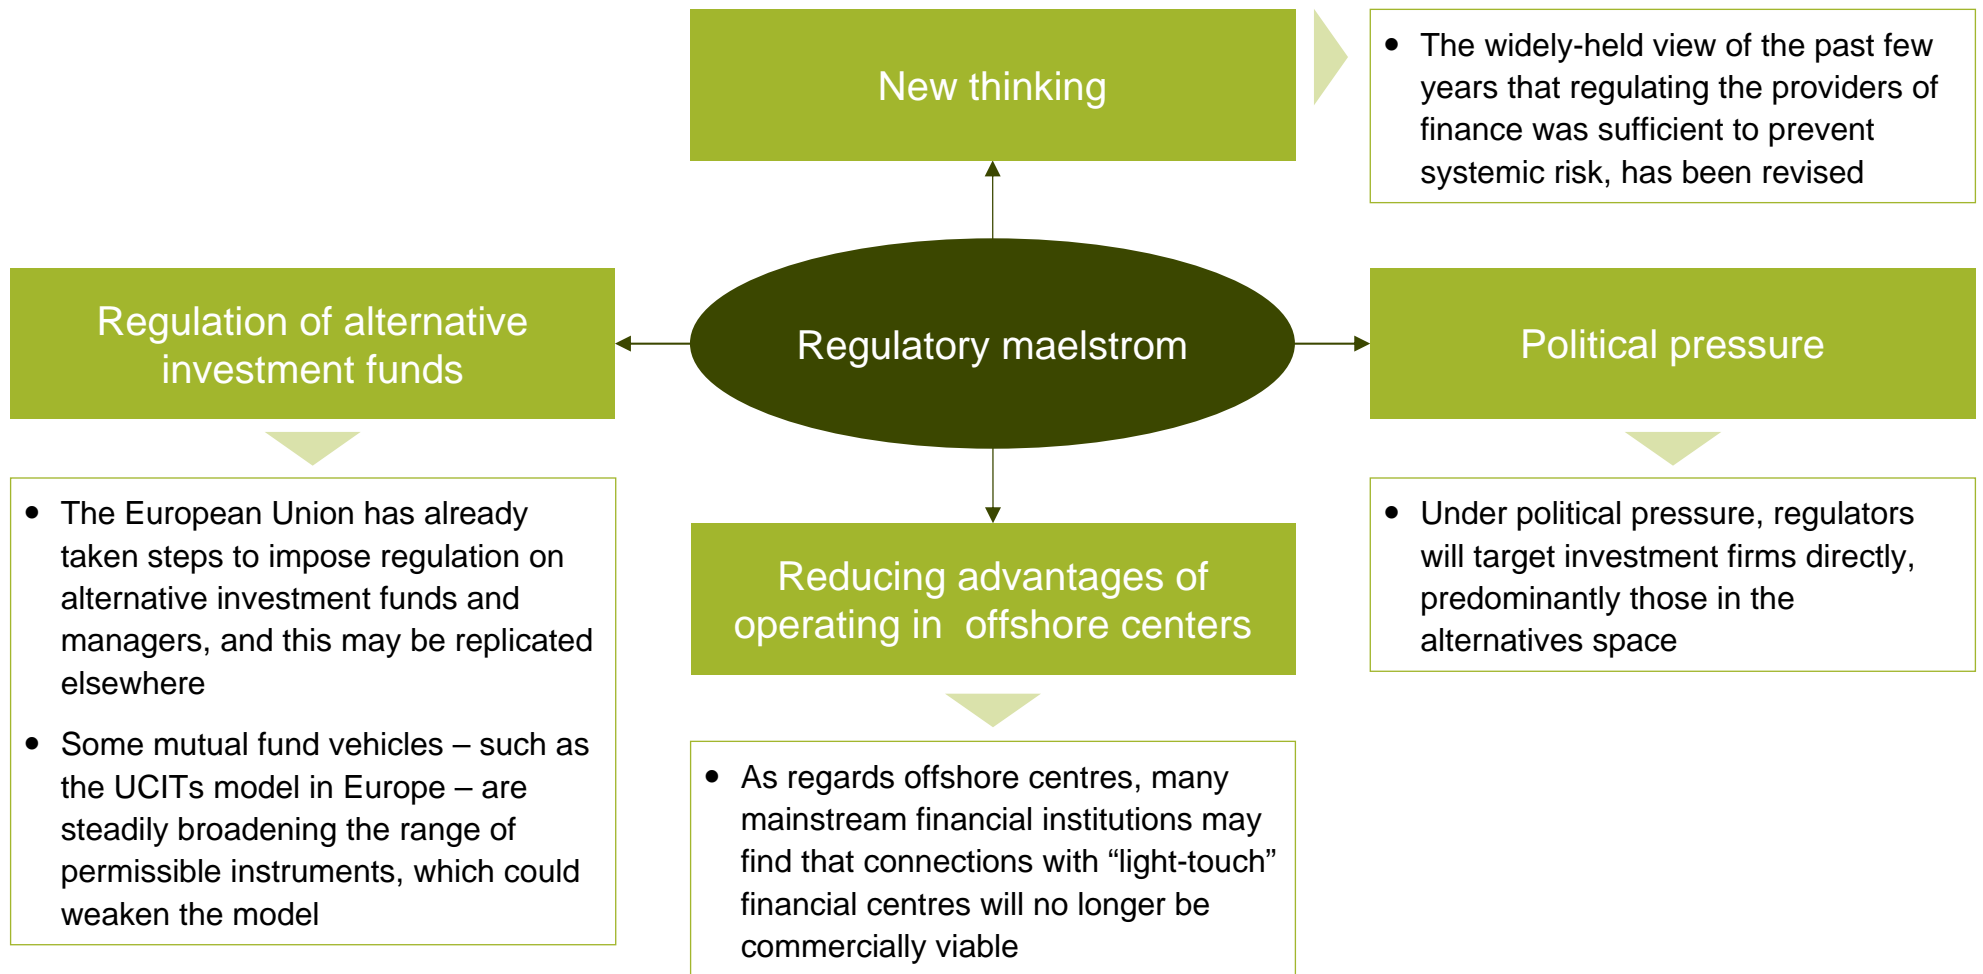 New thinking
• The widely-held view of the past few
years that regulating the providers of
finance was sufficient to prevent
systemic risk, has been revised
Regulation of alternative
investment funds
Regulatory maelstrom
Political pressure
• The European Union has already
taken steps to impose regulation on
alternative investment funds and
managers, and this may be replicated
elsewhere
• Some mutual fund vehicles – such as
the UCITs model in Europe – are
steadily broadening the range of
permissible instruments, which could
weaken the model
Reducing advantages of
operating in  offshore centers
• As regards offshore centres, many
mainstream financial institutions may
find that connections with “light-touch”
financial centres will no longer be
commercially viable
• Under political pressure, regulators
will target investment firms directly,
predominantly those in the
alternatives space